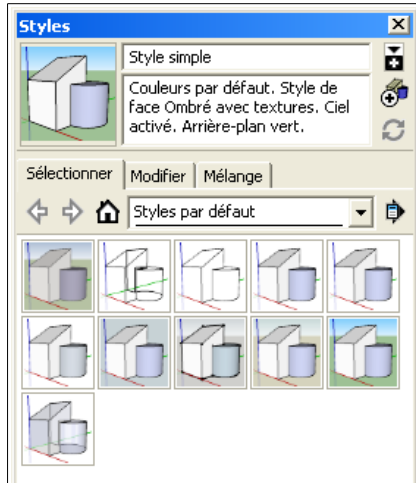 Styles
Style simple
Couleurs par défaut. Style de
face Ombré avec textures. Ciel
activé. Arrière-plan vert.
Sélectionner Modifier Mélange
Styles par défaut